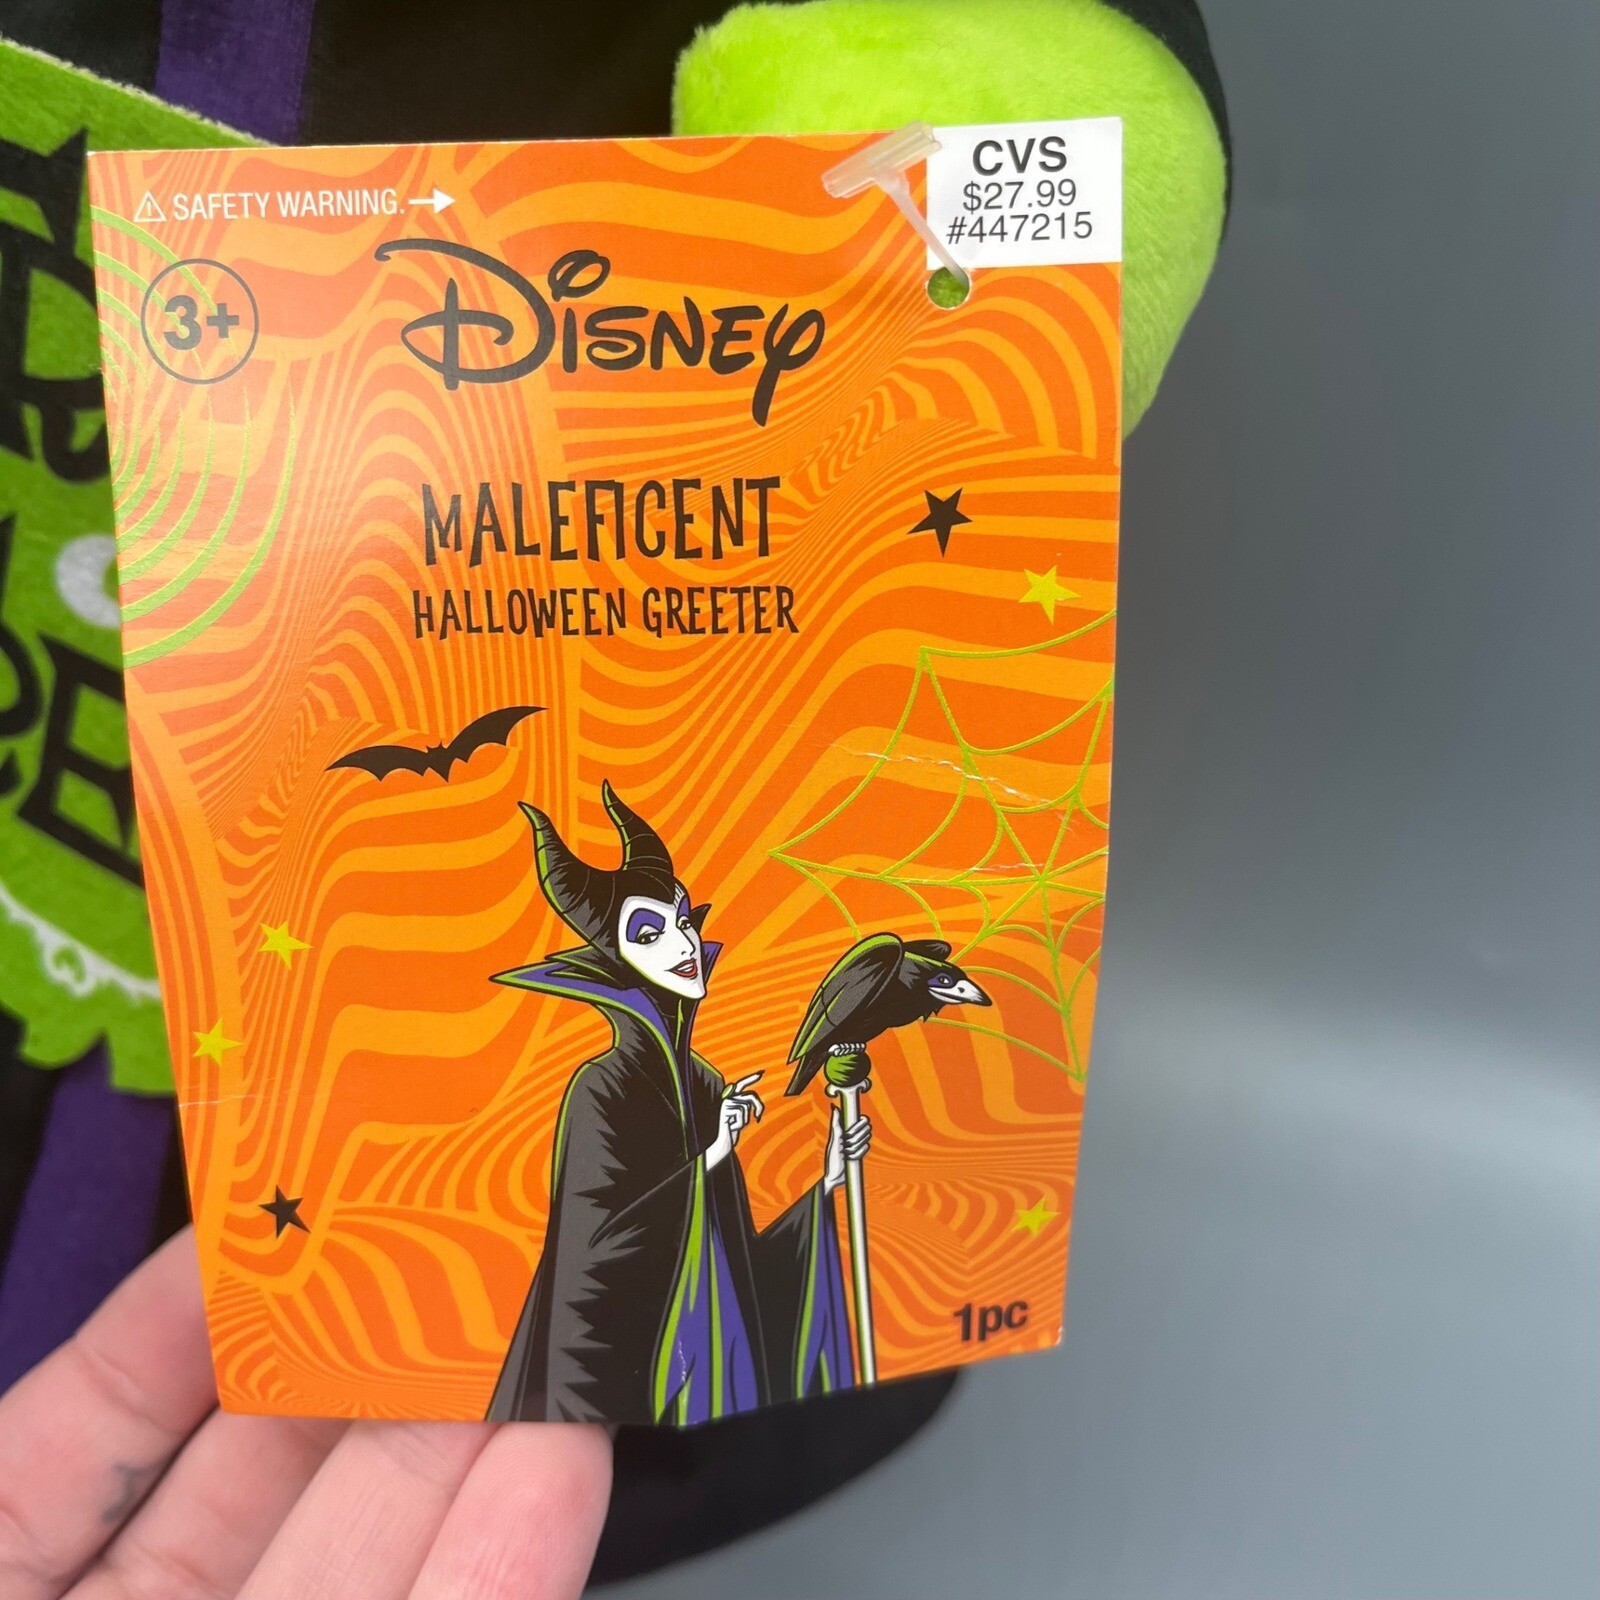 CVS
$27.99
#447215
⚠ SAFETY WARNING.→
3+
Disney
MALEFICENT
HALLOWEEN GREETER
1pc